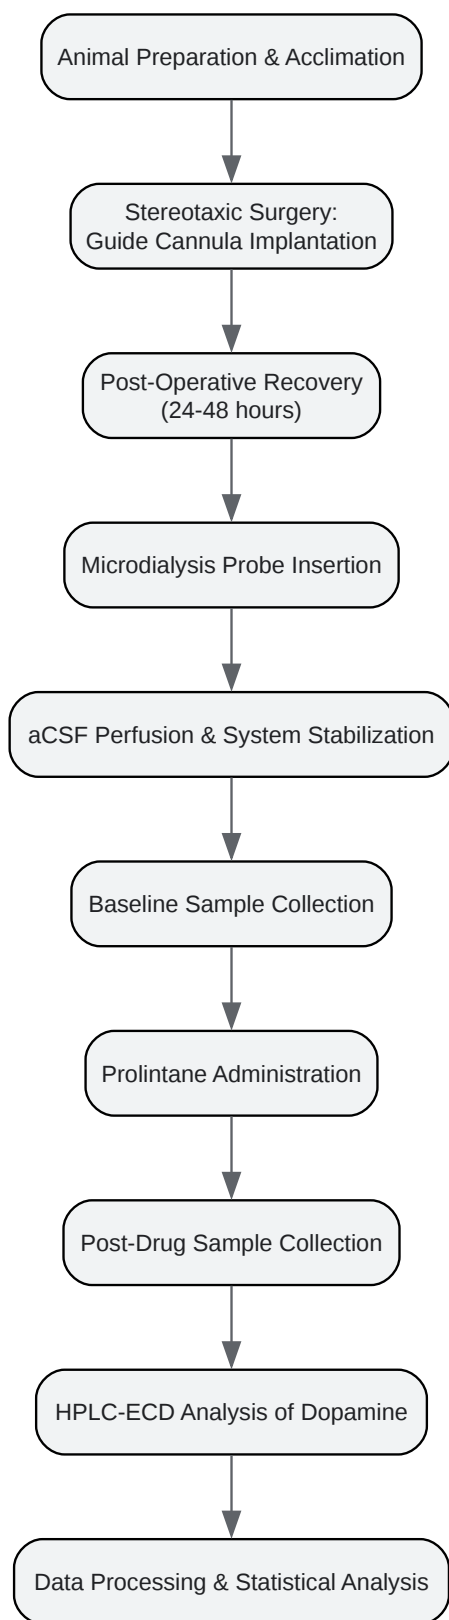 Animal Preparation & Acclimation
Stereotaxic Surgery:
Guide Cannula Implantation
Post-Operative Recovery
(24-48 hours)
Microdialysis Probe Insertion
aCSF Perfusion & System Stabilization
Baseline Sample Collection
Prolintane Administration
Post-Drug Sample Collection
HPLC-ECD Analysis of Dopamine
Data Processing & Statistical Analysis